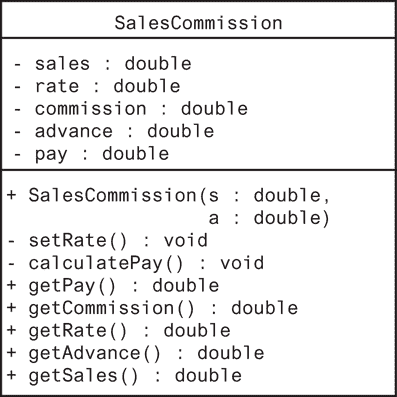 SalesCommission
- sales : double
- rate : double
- commission : double
- advance : double
- pay : double
+ SalesCommission(s : double,
a : double)
- setRate() : void
- calculatePay() : void
+ getPay() : double
+ getCommission() : double
+ getRate() : double
+ getAdvance() : double
+ getSales() : double